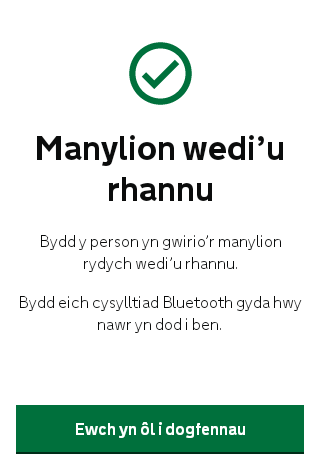 Manylion wedi’u
rhannu
Bydd y person yn gwirio’r manylion
rydych wedi’u rhannu.
Bydd eich cysylltiad Bluetooth gyda hwy
nawr yn dod i ben.
Ewch yn ôl i dogfennau